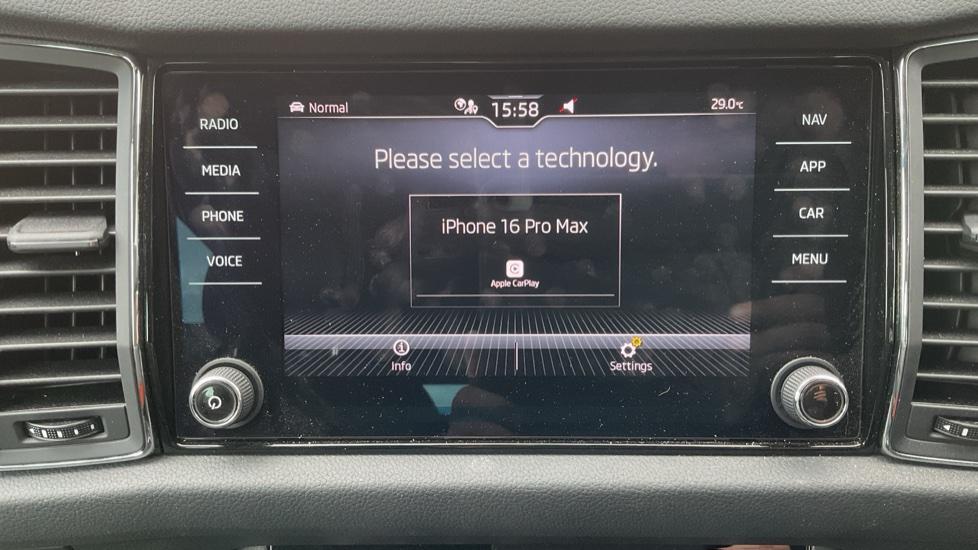 Normal
15:58
29.0°C
Please select a technology.
iPhone 16 Pro Max
Apple CarPlay
Info
Settings
RADIO
MEDIA
PHONE
VOICE
NAV
APP
CAR
MENU